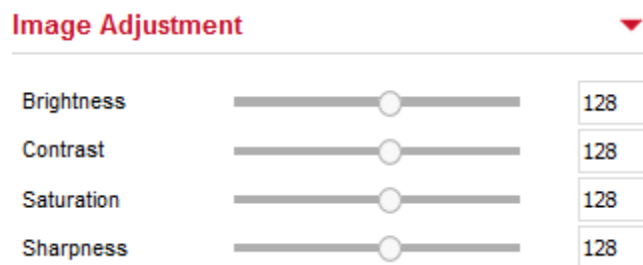 Image Adjustment
Brightness 128
Contrast 128
Saturation 128
Sharpness 128